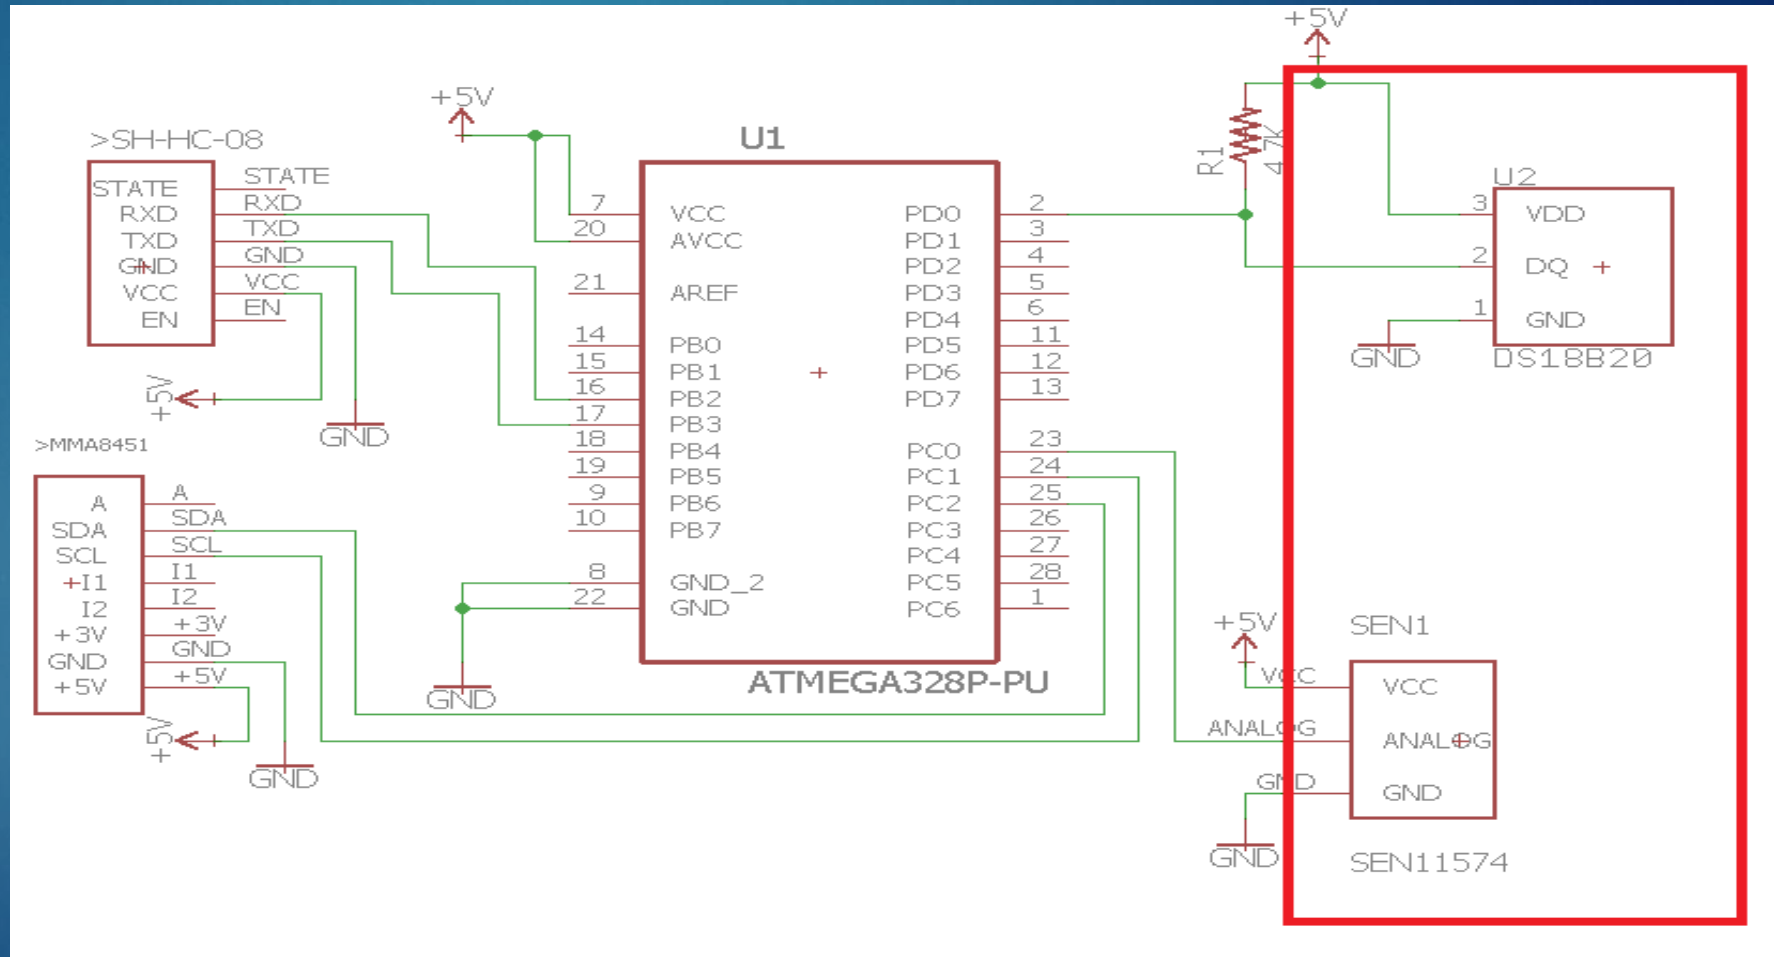 +5V
+5V
U1
>SH-HC-08
STATE
STATE
RXD
RXD
TXD
TXD
GND
GND
VCC
VCC
EN
EN
+5V
GND
>MMA8451
A
A
SDA
SDA
SCL
SCL
I1
I1
I2
I2
+3V
+3V
GND
GND
+5V
+5V
+5V
GND
7 VCC
20 AVCC
21 AREF
14 PB0
15 PB1
16 PB2
17 PB3
18 PB4
19 PB5
9 PB6
10 PB7
8 GND_2
22 GND
GND
PD0 2
PD1 3
PD2 4
PD3 5
PD4 6
PD5 11
PD6 12
PD7 13
PC0 23
PC1 24
PC2 25
PC3 26
PC4 27
PC5 28
PC6 1
ATMEGA328P-PU
R1
4.7K
U2
3 VDD
2 DQ
1 GND
GND
DS18B20
+5V
SEN1
VCC
VCC
ANALOG
ANALOG
GND
GND
GND
SEN11574